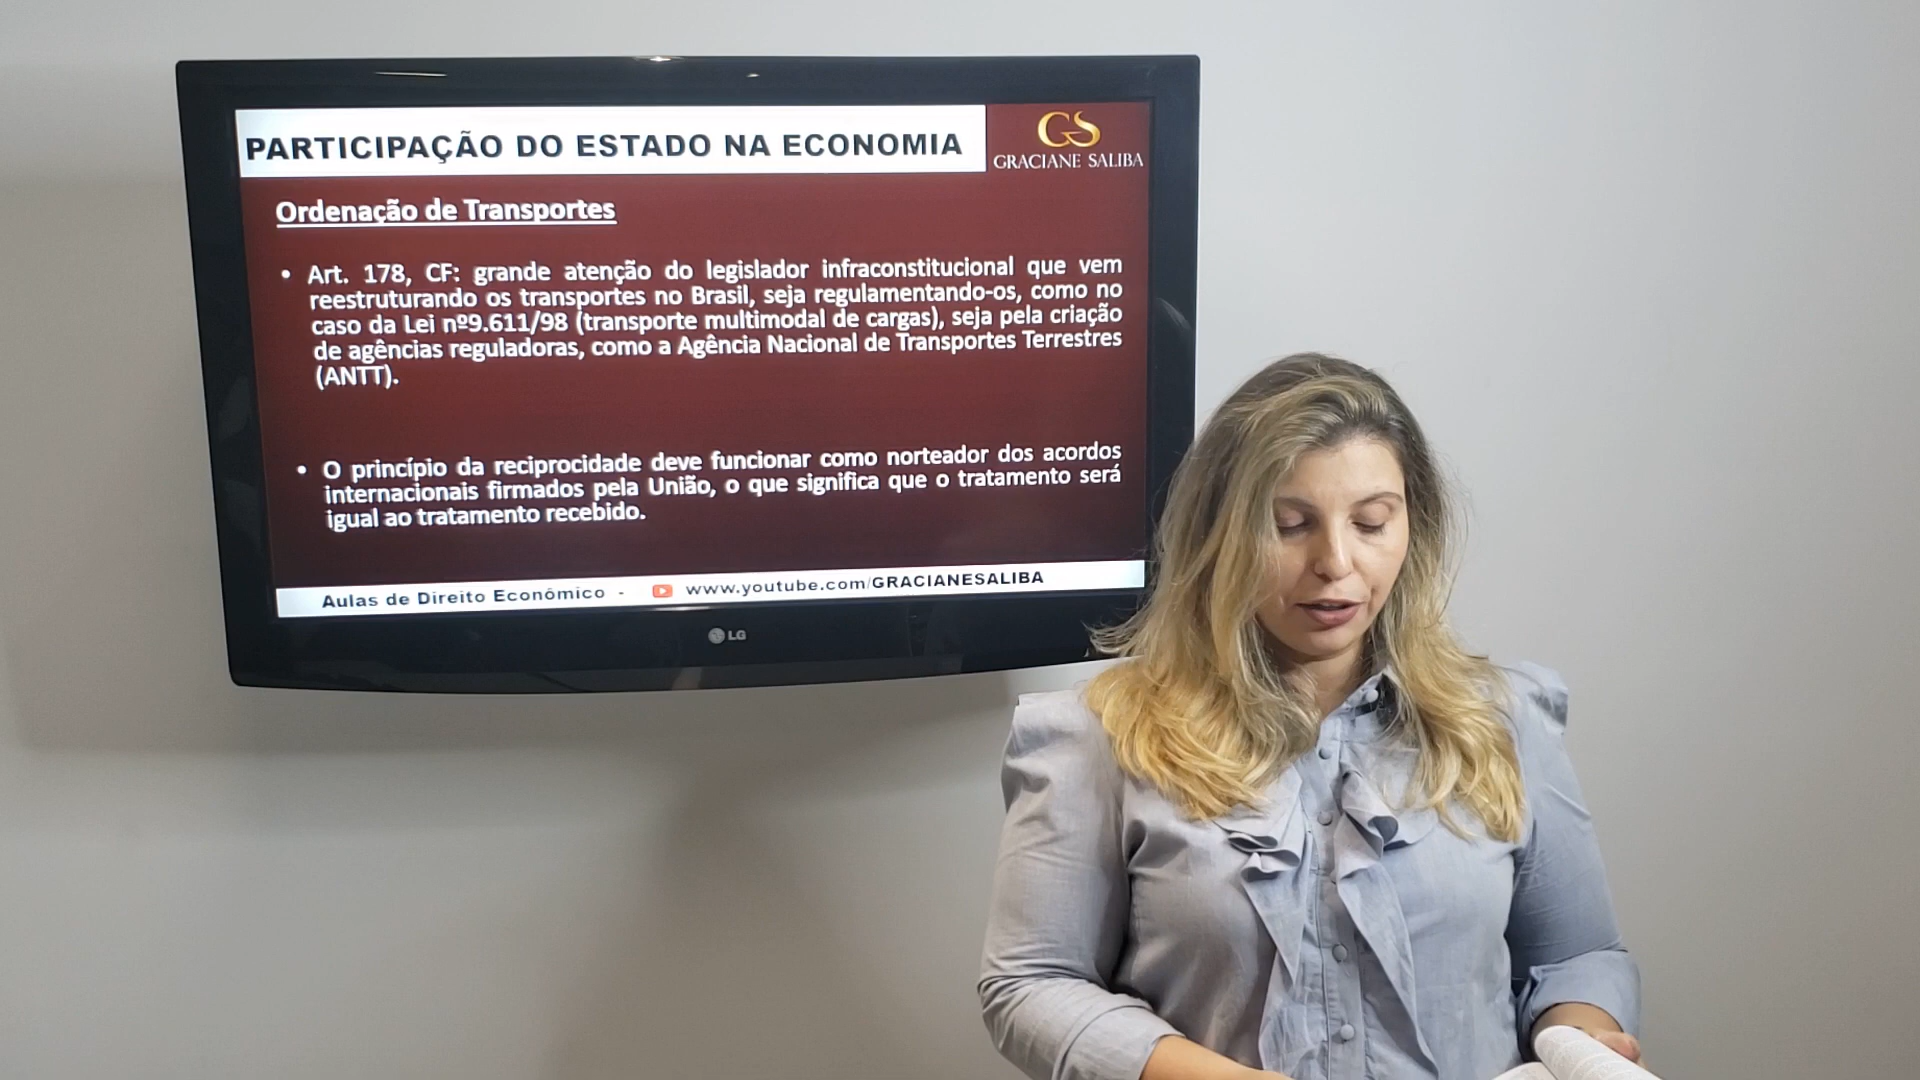 PARTICIPAÇÃO DO ESTADO NA ECONOMIA
GS
GRACIANE SALIBA
Ordenação de Transportes
• Art. 178, CF: grande atenção do legislador infraconstitucional que vem
reestruturando os transportes no Brasil, seja regulamentando-os, como no
caso da Lei nº9.611/98 (transporte multimodal de cargas), seja pela criação
de agências reguladoras, como a Agência Nacional de Transportes Terrestres
(ANTT).
• O princípio da reciprocidade deve funcionar como norteador dos acordos
internacionais firmados pela União, o que significa que o tratamento será
igual ao tratamento recebido.
Aulas de Direito Econômico - www.youtube.com/GRACIANESALIBA
LG